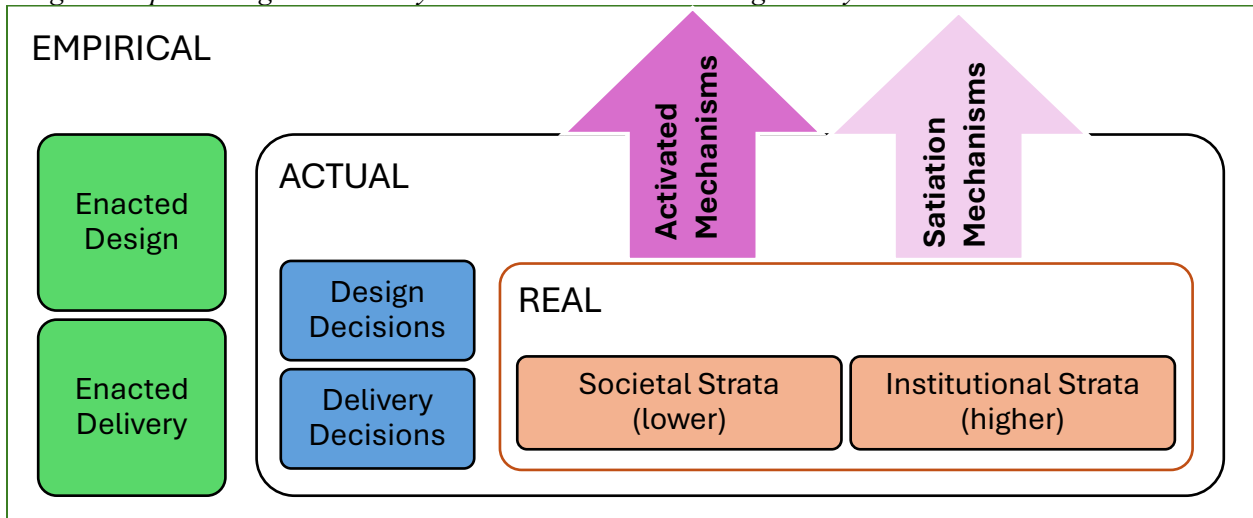 EMPIRICAL
Enacted
Design
Enacted
Delivery
ACTUAL
Design
Decisions
Delivery
Decisions
Activated
Mechanisms
Satiation
Mechanisms
REAL
Societal Strata
(lower)
Institutional Strata
(higher)